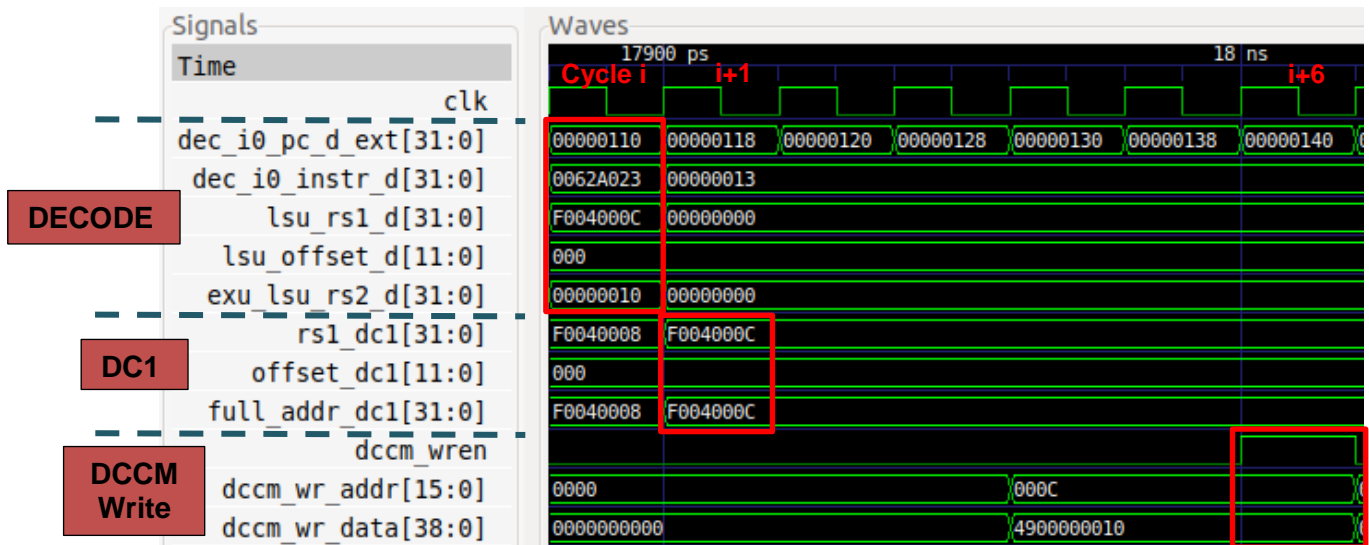 Signals Waves
Time 17900 ps 18 ns
Cycle i i+1 i+6
clk
dec_i0_pc_d_ext[31:0] 00000110 00000118 00000120 00000128 00000130 00000138 00000140
dec_i0_instr_d[31:0] 0062A023 00000013
DECODE lsu_rs1_d[31:0] F004000C 00000000
lsu_offset_d[11:0] 000
exu_lsu_rs2_d[31:0] 00000010 00000000
rs1_dc1[31:0] F0040008 F004000C
DC1 offset_dc1[11:0] 000
full_addr_dc1[31:0] F0040008 F004000C
dccm_wren
DCCM
Write dccm_wr_addr[15:0] 0000 000C
dccm_wr_data[38:0] 0000000000 4900000010